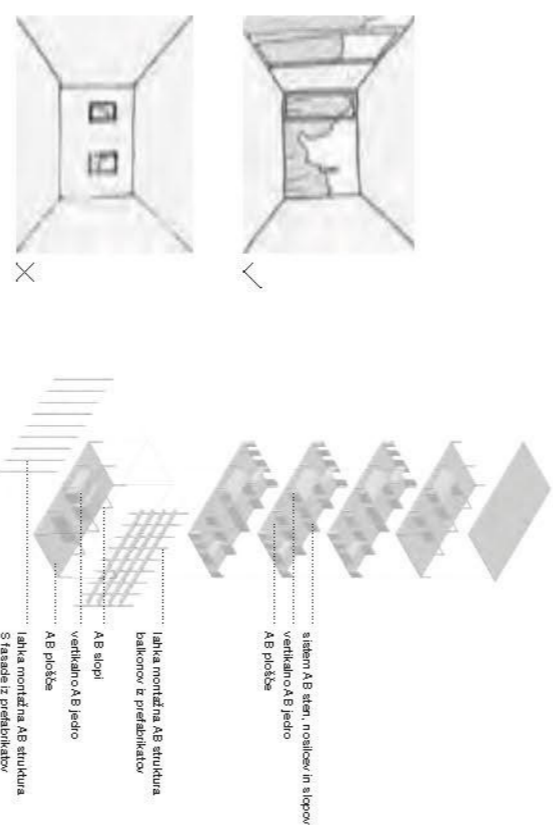 sistem AB sten, nosilcev in slopov
vertikalno AB jedro
AB plošče
lahka montažna AB struktura
balkonov iz prefabrikatov
AB slopi
vertikalno AB jedro
AB plošče
lahka montažna AB struktura
S fasade iz prefabrikatov